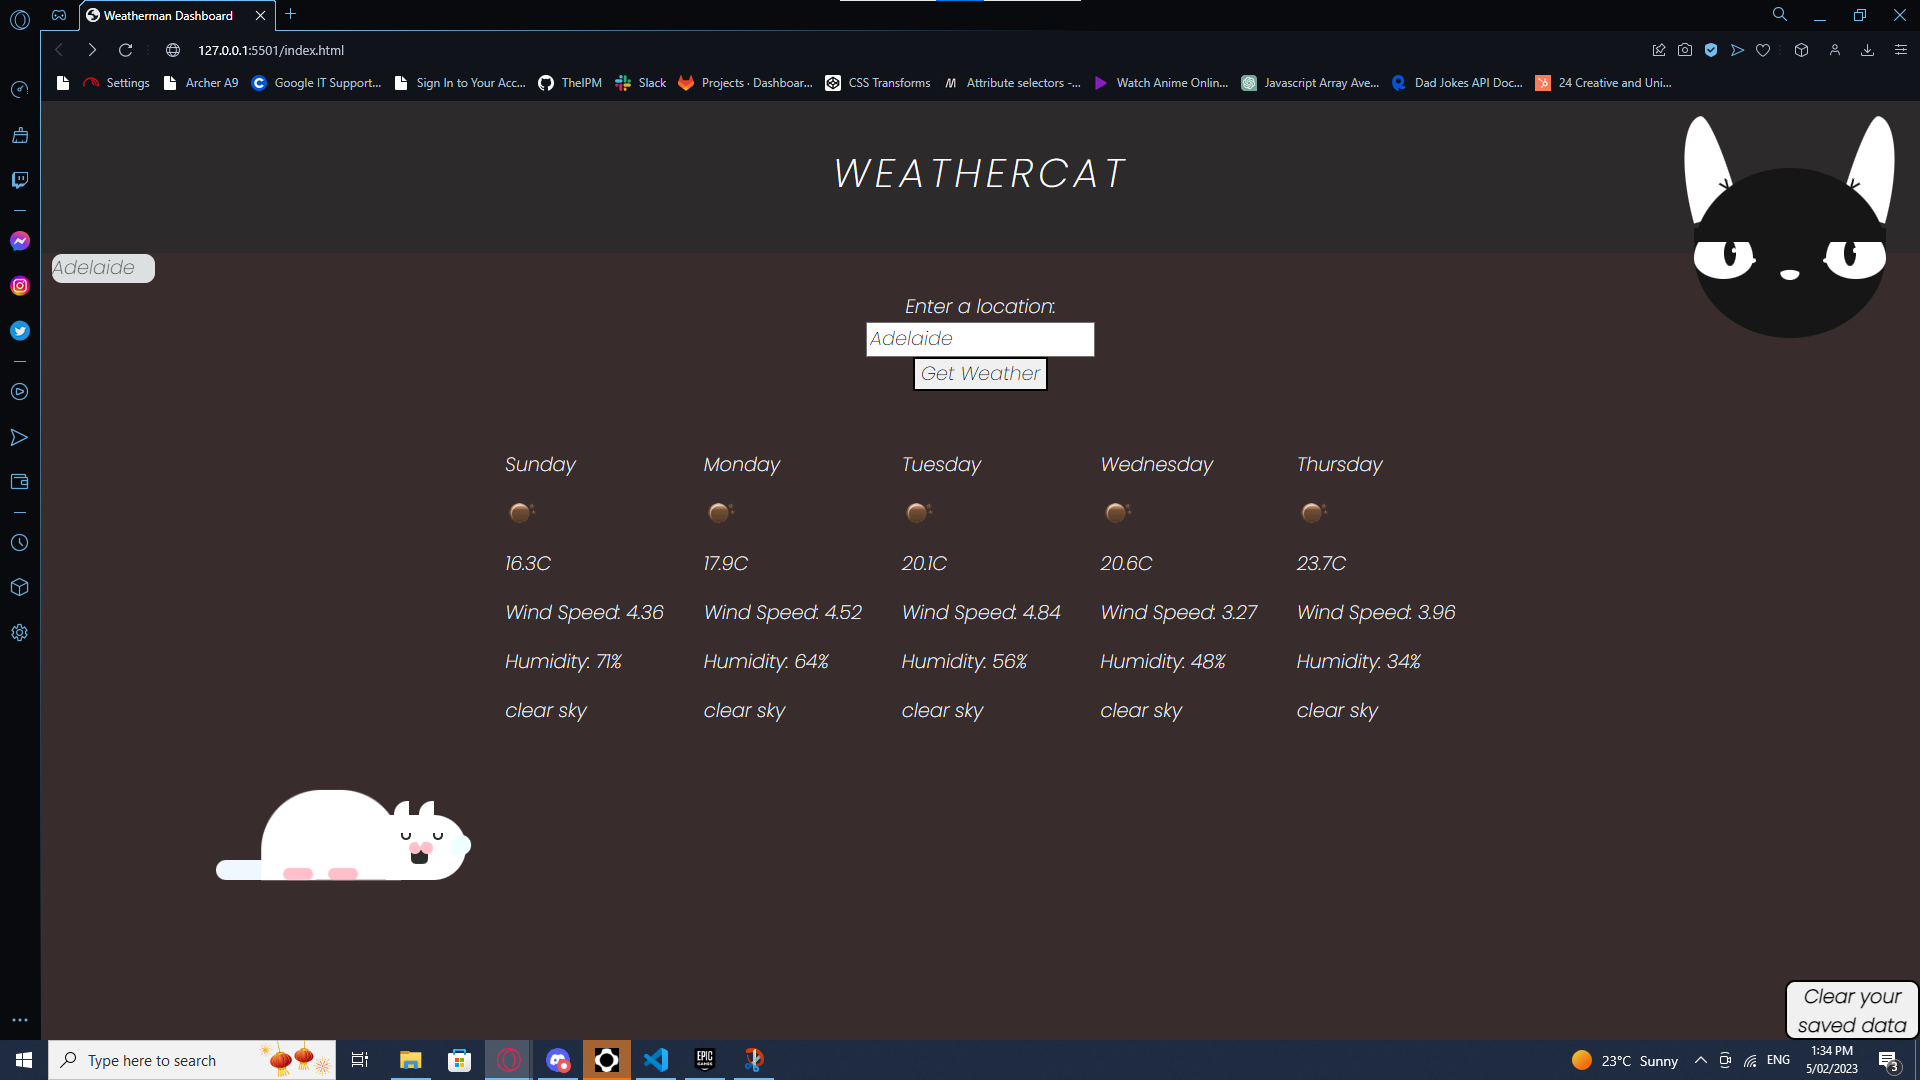 Weatherman Dashboard
127.0.0.1:5501/index.html
Settings
Archer A9
Google IT Support...
Sign In to Your Acc...
TheIPM
Slack
Projects · Dashboar...
CSS Transforms
Attribute selectors -...
Watch Anime Onlin...
Javascript Array Ave...
Dad Jokes API Doc...
24 Creative and Uni...
WEATHERCAT
Adelaide
Enter a location:
Adelaide
Get Weather
Sunday Monday Tuesday Wednesday Thursday
16.3C 17.9C 20.1C 20.6C 23.7C
Wind Speed: 4.36 Wind Speed: 4.52 Wind Speed: 4.84 Wind Speed: 3.27 Wind Speed: 3.96
Humidity: 71% Humidity: 64% Humidity: 56% Humidity: 48% Humidity: 34%
clear sky clear sky clear sky clear sky clear sky
Clear your
saved data
Type here to search
EPIC
GAMES
23°C Sunny
ENG
1:34 PM
5/02/2023
3